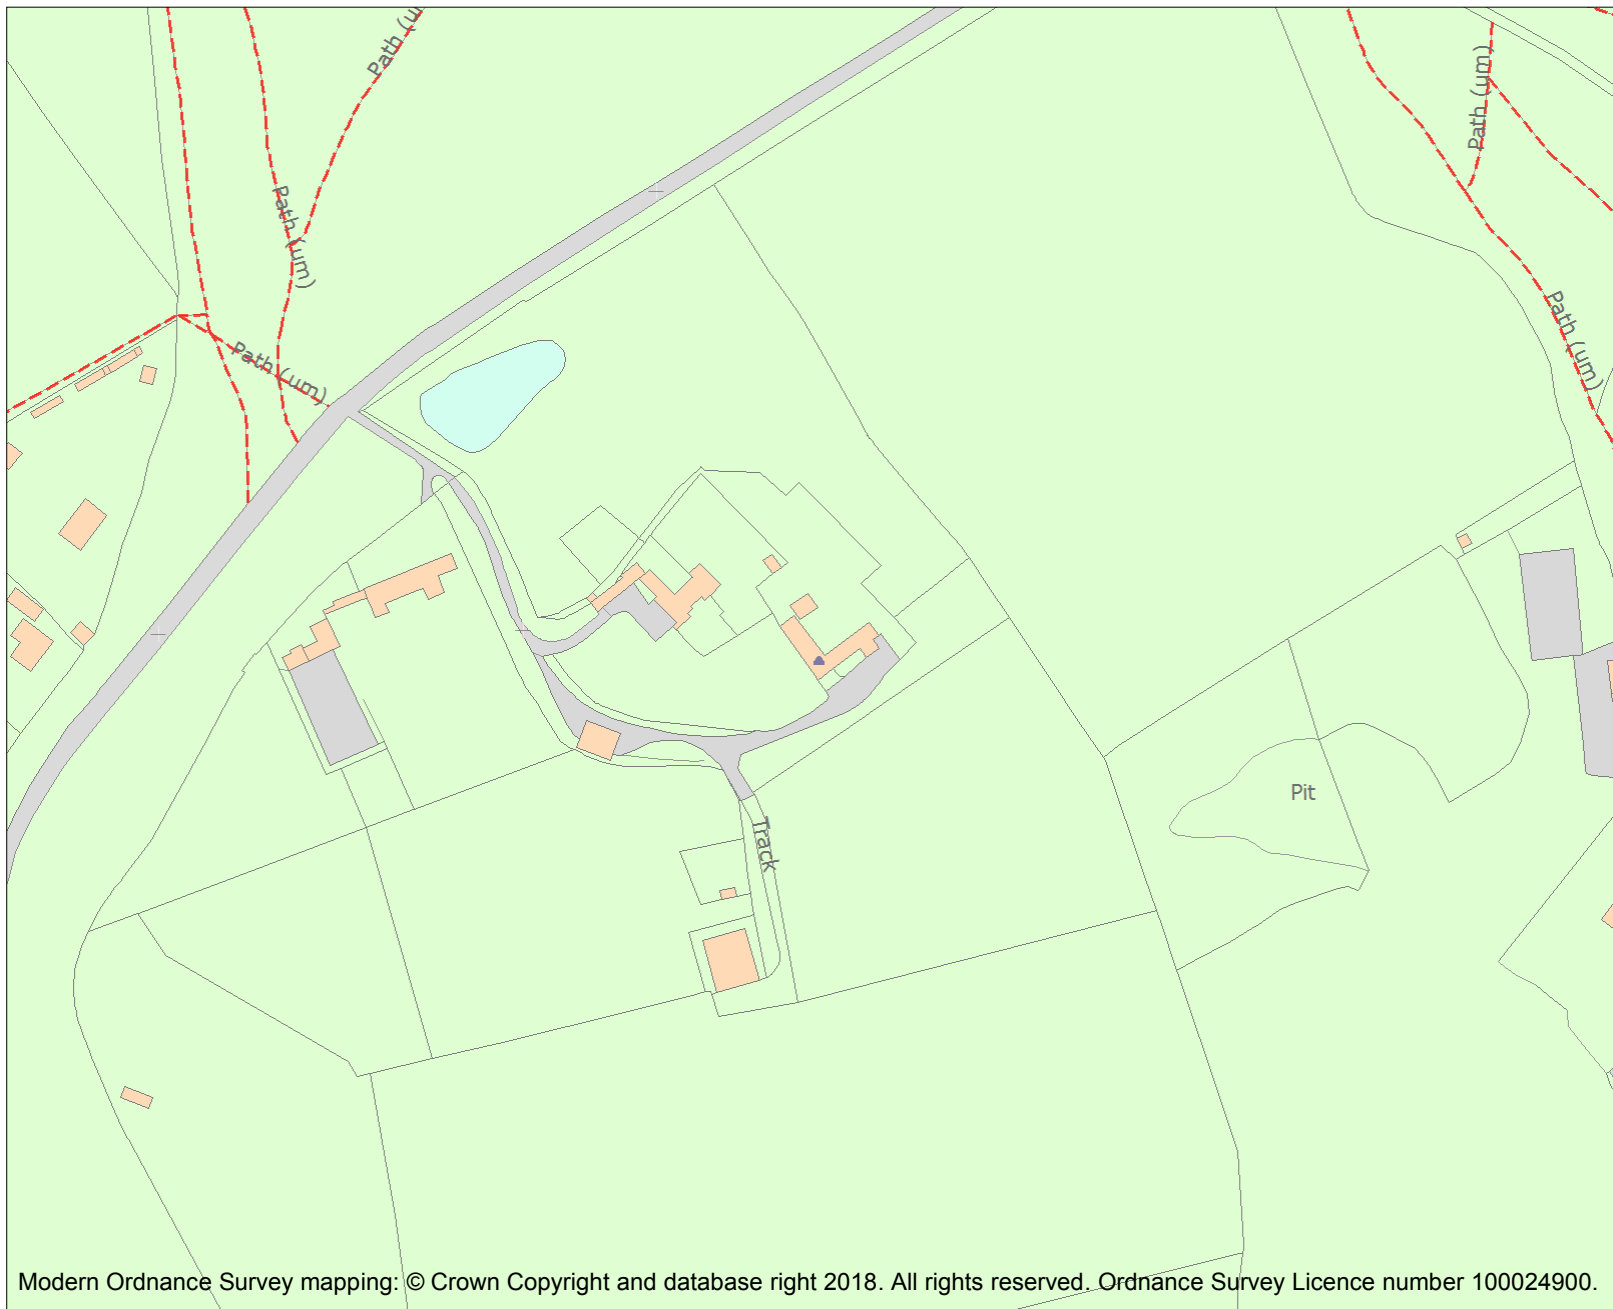 Path (u
Path (um)
Path (um)
Path (um)
Path (um)
Pit
Track
Modern Ordnance Survey mapping: © Crown Copyright and database right 2018. All rights reserved. Ordnance Survey Licence number 100024900.